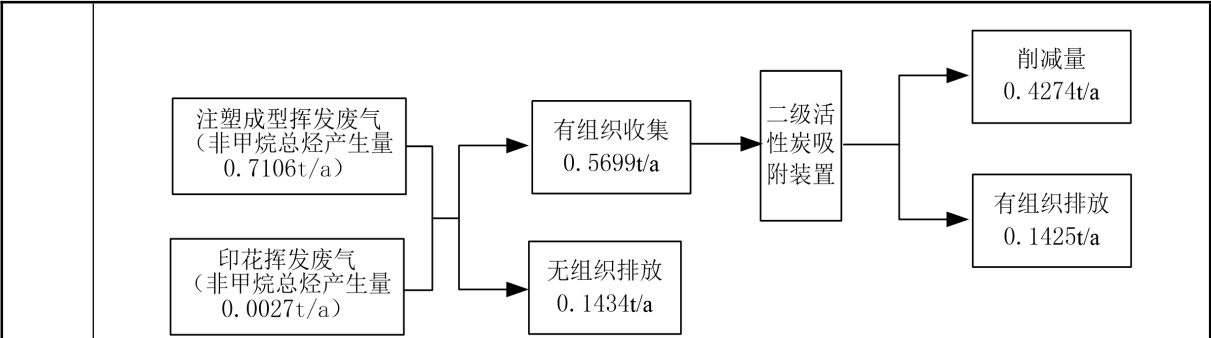 注塑成型挥发废气
（非甲烷总烃产生量
0.7106t/a）
印花挥发废气
（非甲烷总烃产生量
0.0027t/a）
有组织收集
0.5699t/a
无组织排放
0.1434t/a
二级活
性炭吸
附装置
削减量
0.4274t/a
有组织排放
0.1425t/a